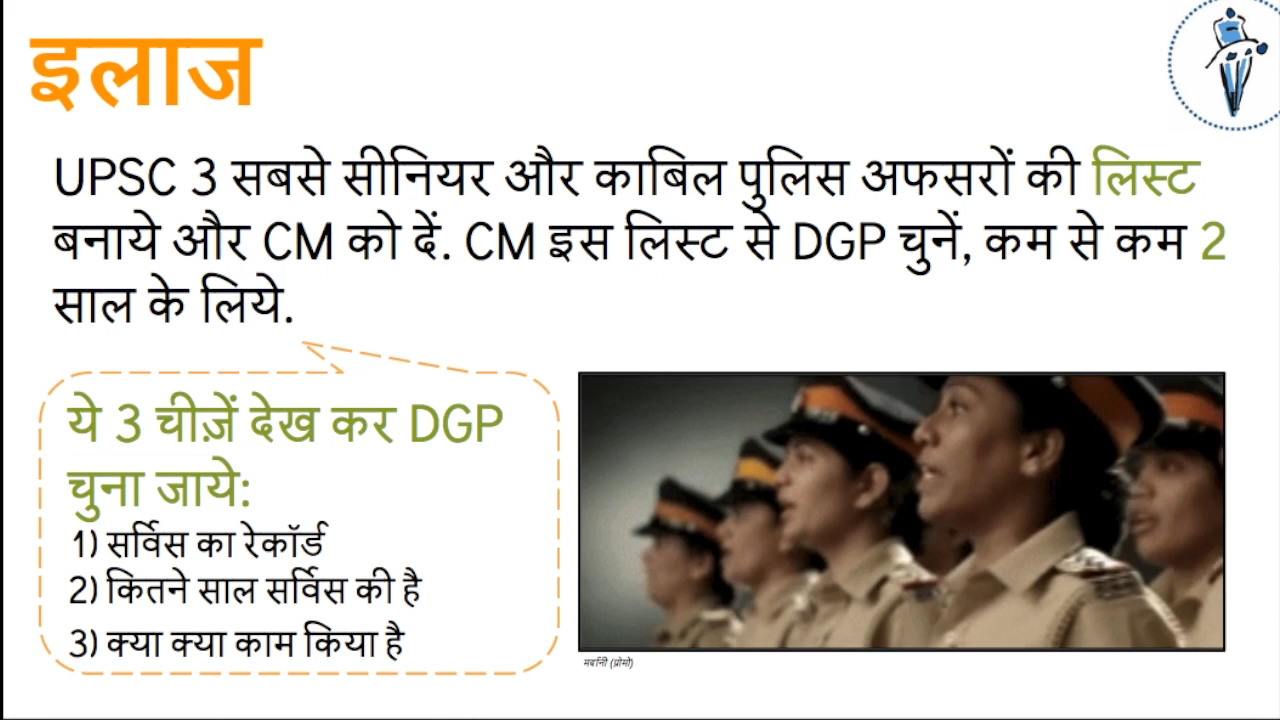 इलाज
UPSC 3 सबसे सीनियर और काबिल पुलिस अफसरों की लिस्ट
बनाये और CM को दें. CM इस लिस्ट से DGP चुनें, कम से कम 2
साल के लिये.
ये 3 चीज़ें देख कर DGP
चुना जाये:
1) सर्विस का रेकॉर्ड
2) कितने साल सर्विस की है
3) क्या क्या काम किया है
मर्दानी (प्रोमो)